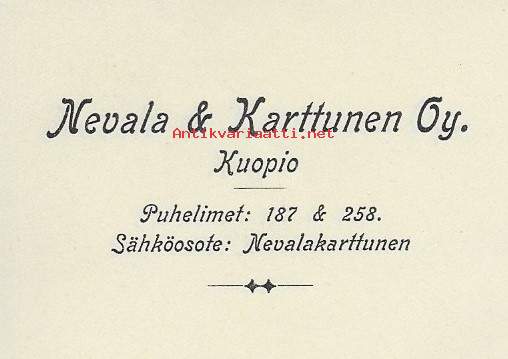 Nevala & Karttunen Oy.
Antikvariaatti.net
Kuopio
Puhelimet: 187 & 258.
Sähköosote: Nevalakarttunen